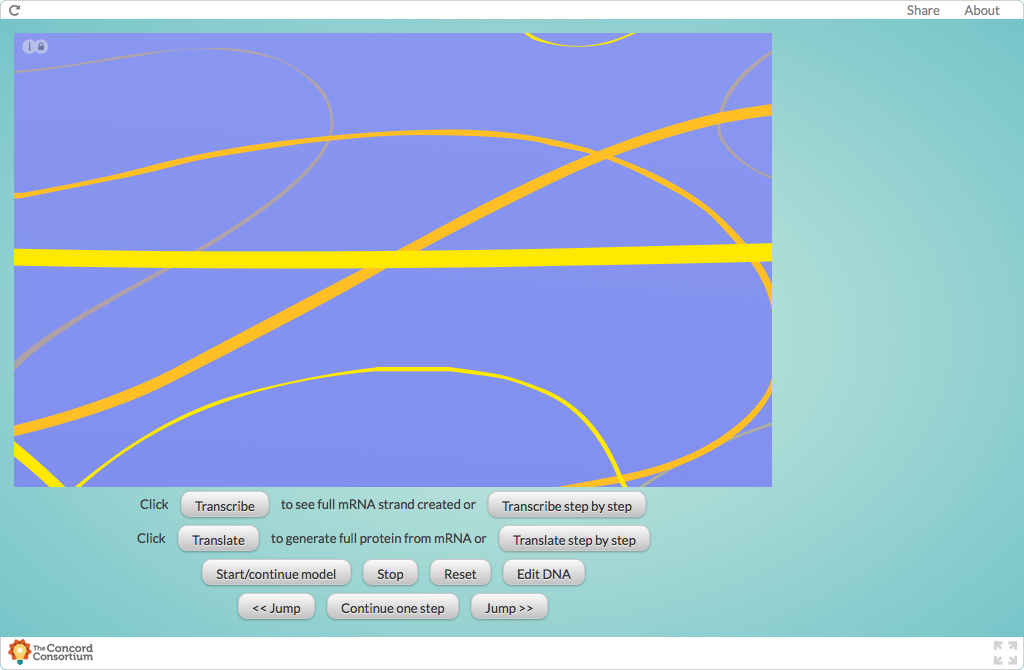 Share About
Click Transcribe to see full mRNA strand created or Transcribe step by step
Click Translate to generate full protein from mRNA or Translate step by step
Start/continue model Stop Reset Edit DNA
<< Jump Continue one step Jump >>
The Concord
Consortium